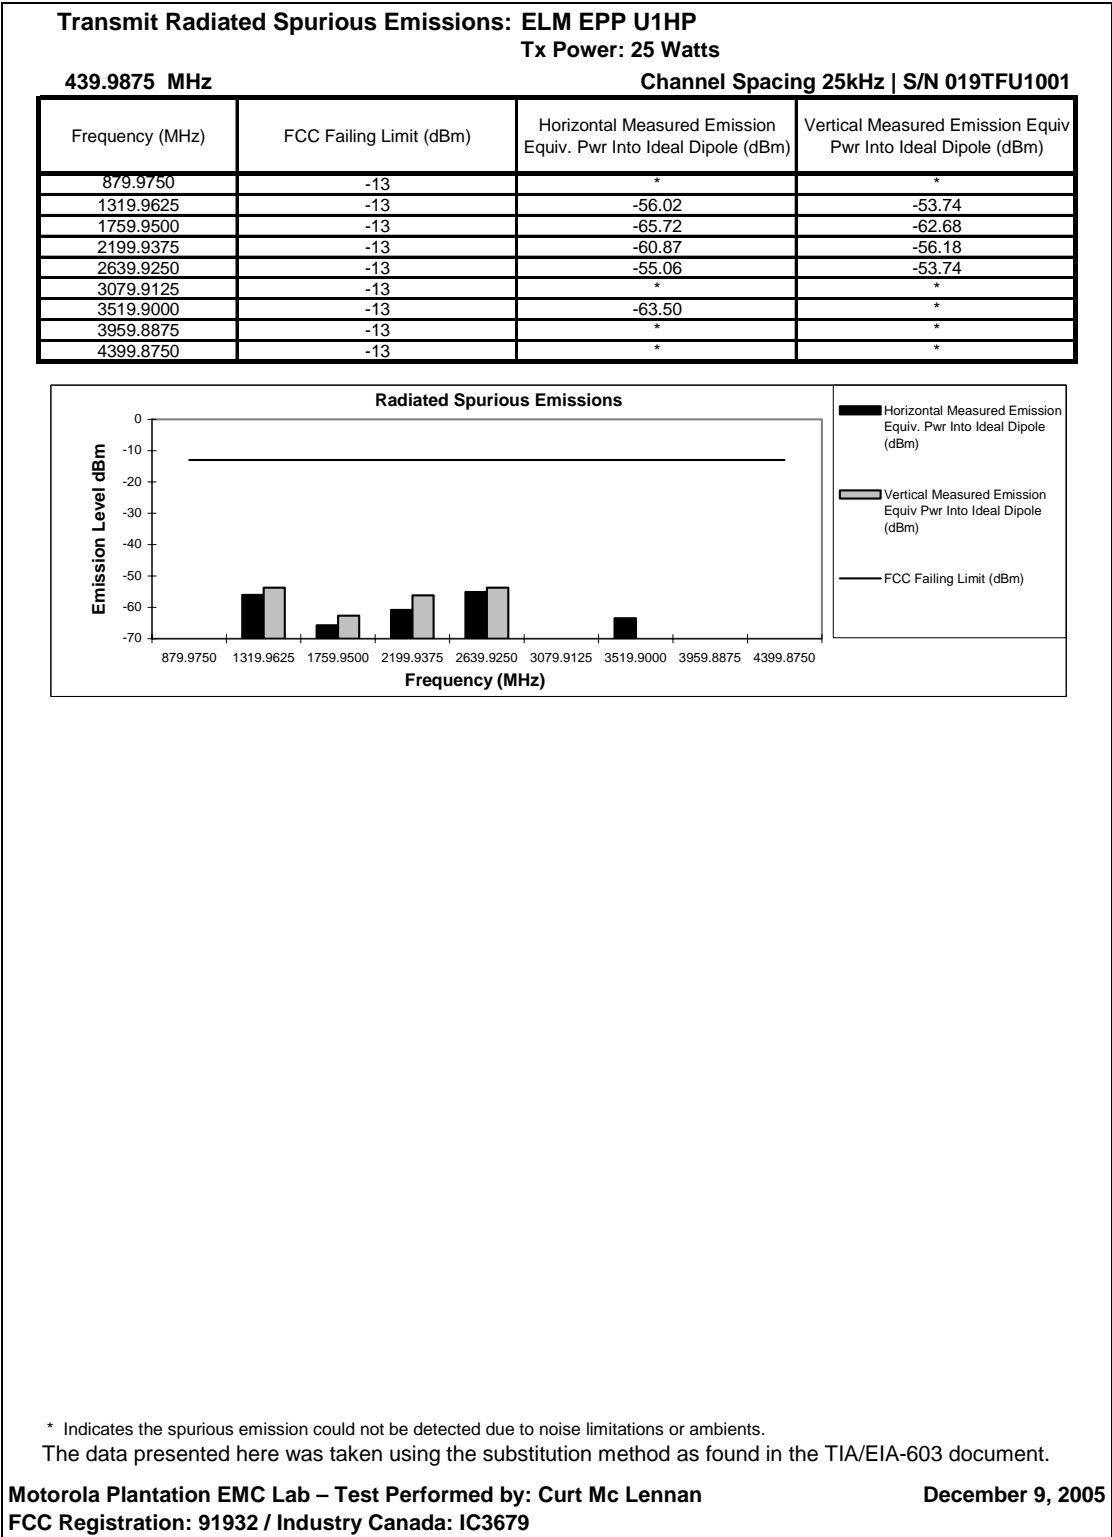 Transmit Radiated Spurious Emissions: ELM EPP U1HP
Tx Power: 25 Watts
439.9875 MHz Channel Spacing 25kHz | S/N 019TFU1001
Frequency (MHz) FCC Failing Limit (dBm) Horizontal Measured Emission Equiv. Pwr Into Ideal Dipole (dBm) Vertical Measured Emission Equiv Pwr Into Ideal Dipole (dBm)
879.9750 -13 * *
1319.9625 -13 -56.02 -53.74
1759.9500 -13 -65.72 -62.68
2199.9375 -13 -60.87 -56.18
2639.9250 -13 -55.06 -53.74
3079.9125 -13 * *
3519.9000 -13 -63.50 *
3959.8875 -13 * *
4399.8750 -13 * *
Radiated Spurious Emissions
Emission Level dBm
0
-10
-20
-30
-40
-50
-60
-70
879.9750 1319.9625 1759.9500 2199.9375 2639.9250 3079.9125 3519.9000 3959.8875 4399.8750
Frequency (MHz)
Horizontal Measured Emission
Equiv. Pwr Into Ideal Dipole
(dBm)
Vertical Measured Emission
Equiv Pwr Into Ideal Dipole
(dBm)
FCC Failing Limit (dBm)
* Indicates the spurious emission could not be detected due to noise limitations or ambients.
The data presented here was taken using the substitution method as found in the TIA/EIA-603 document.
Motorola Plantation EMC Lab – Test Performed by: Curt Mc Lennan December 9, 2005
FCC Registration: 91932 / Industry Canada: IC3679